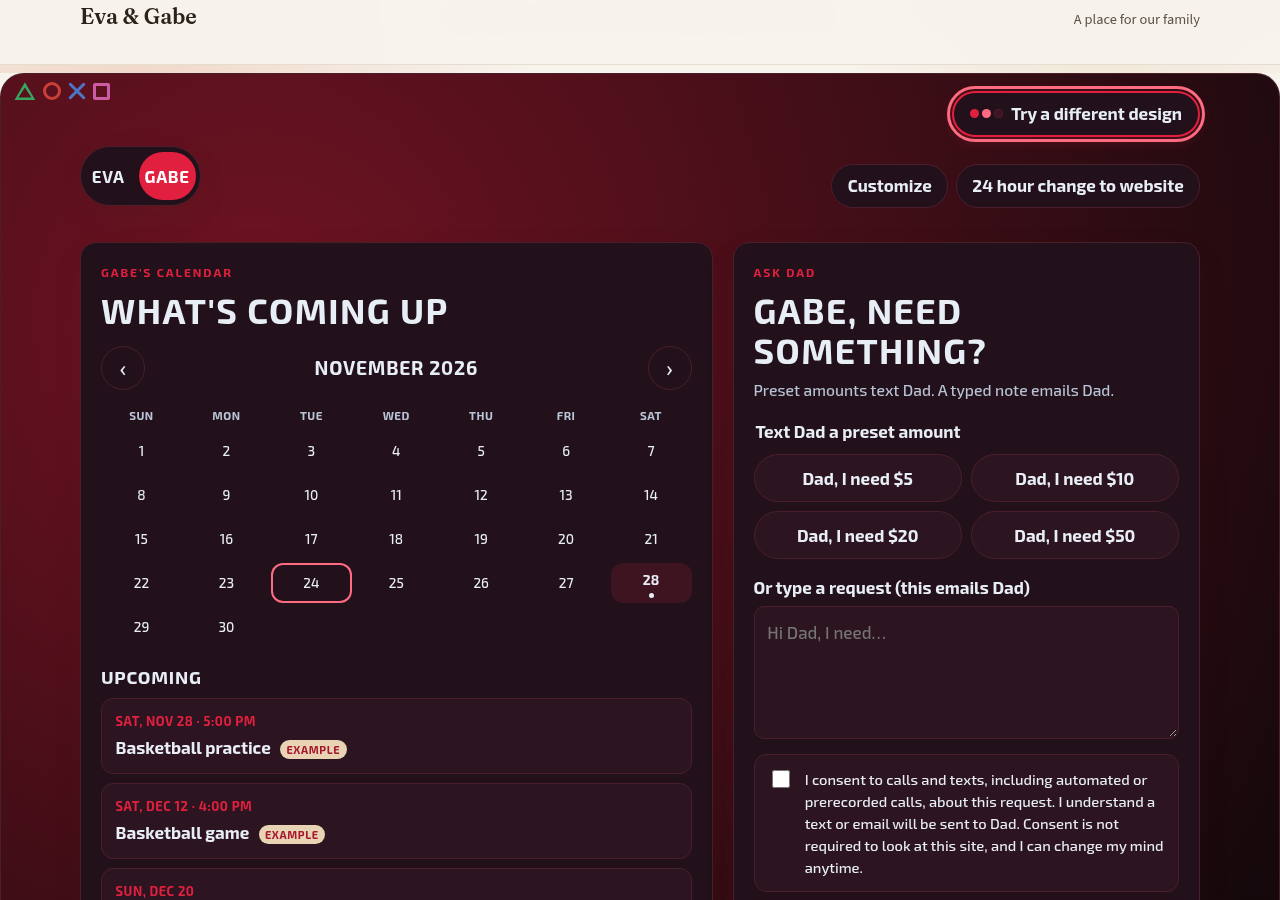 Eva & Gabe
A place for our family
Try a different design
EVA
GABE
Customize
24 hour change to website
GABE'S CALENDAR
WHAT'S COMING UP
‹
NOVEMBER 2026
›
SUN MON TUE WED THU FRI SAT
1 2 3 4 5 6 7
8 9 10 11 12 13 14
15 16 17 18 19 20 21
22 23 24 25 26 27 28
29 30
UPCOMING
SAT, NOV 28 · 5:00 PM
Basketball practice EXAMPLE
SAT, DEC 12 · 4:00 PM
Basketball game EXAMPLE
SUN, DEC 20
ASK DAD
GABE, NEED
SOMETHING?
Preset amounts text Dad. A typed note emails Dad.
Text Dad a preset amount
Dad, I need $5
Dad, I need $10
Dad, I need $20
Dad, I need $50
Or type a request (this emails Dad)
Hi Dad, I need…
I consent to calls and texts, including automated or
prerecorded calls, about this request. I understand a
text or email will be sent to Dad. Consent is not
required to look at this site, and I can change my mind
anytime.